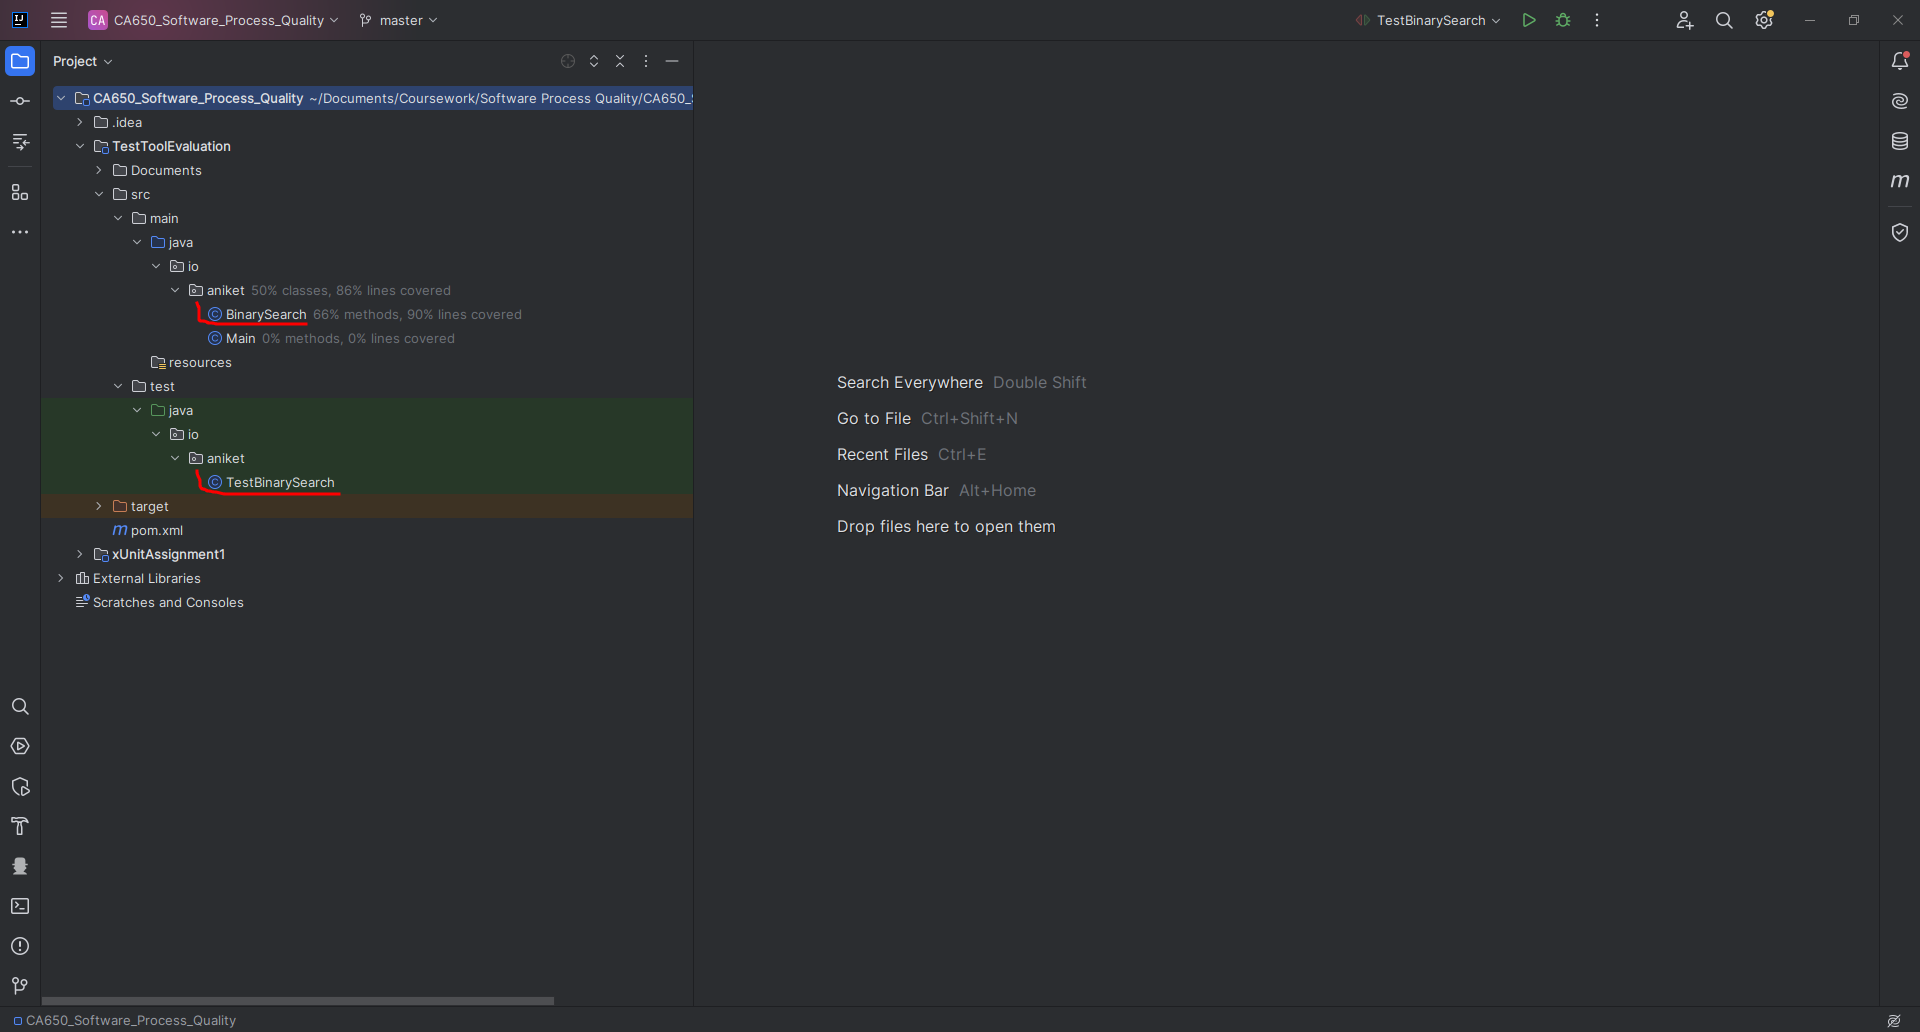 IJ CA CA650_Software_Process_Quality master TestBinarySearch
Project
CA650_Software_Process_Quality ~/Documents/Coursework/Software Process Quality/CA650_S
.idea
TestToolEvaluation
Documents
src
main
java
io
aniket 50% classes, 86% lines covered
BinarySearch 66% methods, 90% lines covered
Main 0% methods, 0% lines covered
resources
test
java
io
aniket
TestBinarySearch
target
m pom.xml
xUnitAssignment1
External Libraries
Scratches and Consoles
Search Everywhere Double Shift
Go to File Ctrl+Shift+N
Recent Files Ctrl+E
Navigation Bar Alt+Home
Drop files here to open them
m
CA650_Software_Process_Quality